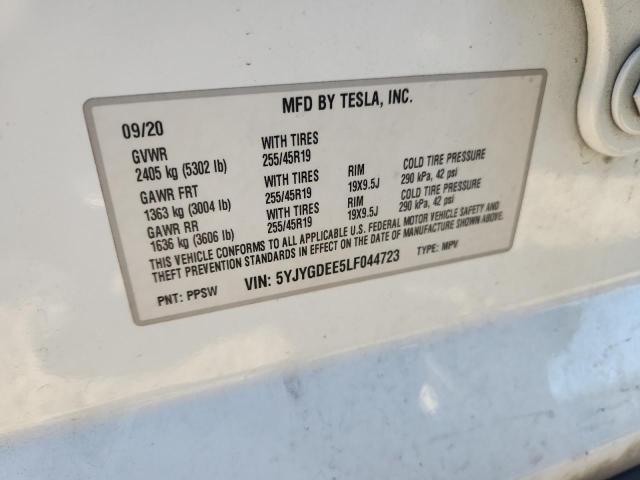 MFD BY TESLA, INC.
09/20
GVWR WITH TIRES
2405 kg (5302 lb) 255/45R19
GAWR FRT WITH TIRES RIM COLD TIRE PRESSURE
1363 kg (3004 lb) 255/45R19 19X9.5J 290 kPa, 42 psi
GAWR RR WITH TIRES RIM COLD TIRE PRESSURE
1636 kg (3606 lb) 255/45R19 19X9.5J 290 kPa, 42 psi
THIS VEHICLE CONFORMS TO ALL APPLICABLE U.S. FEDERAL MOTOR VEHICLE SAFETY AND
THEFT PREVENTION STANDARDS IN EFFECT ON THE DATE OF MANUFACTURE SHOWN ABOVE.
PNT: PPSW VIN: 5YJYGDEE5LF044723 TYPE: MPV